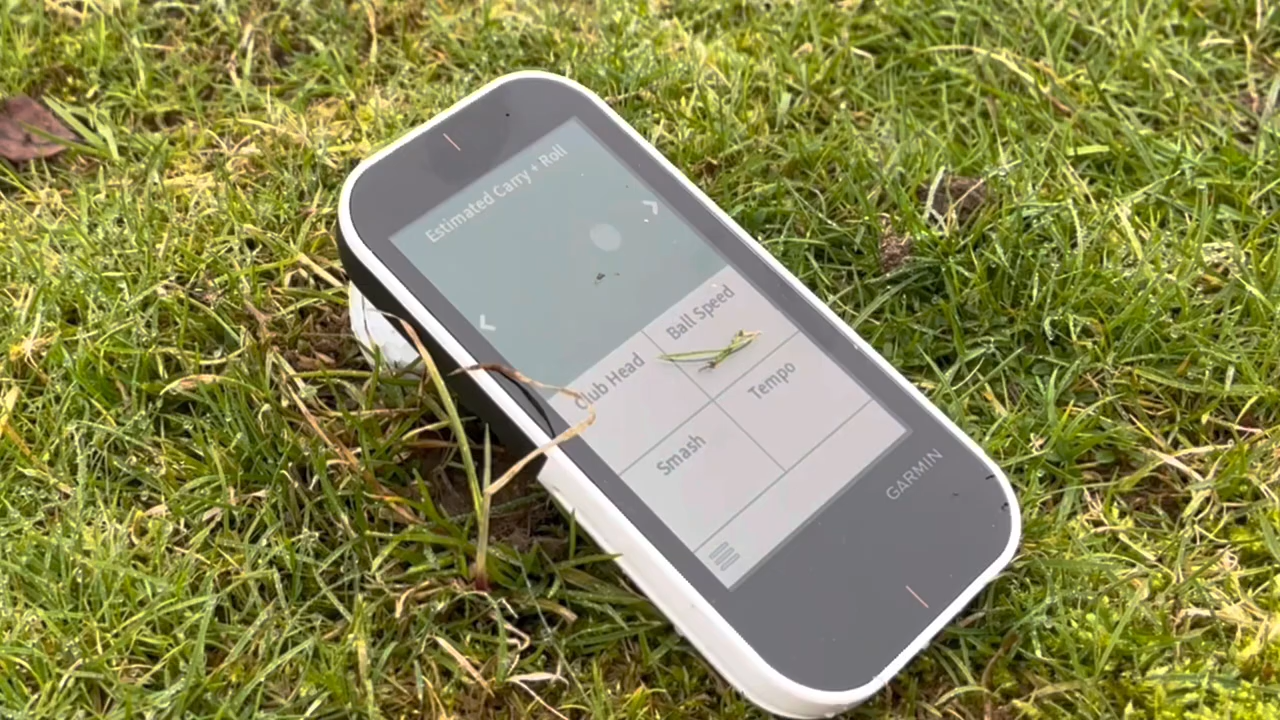 Estimated Carry + Roll
Club Head
Ball Speed
Smash
Tempo
GARMIN